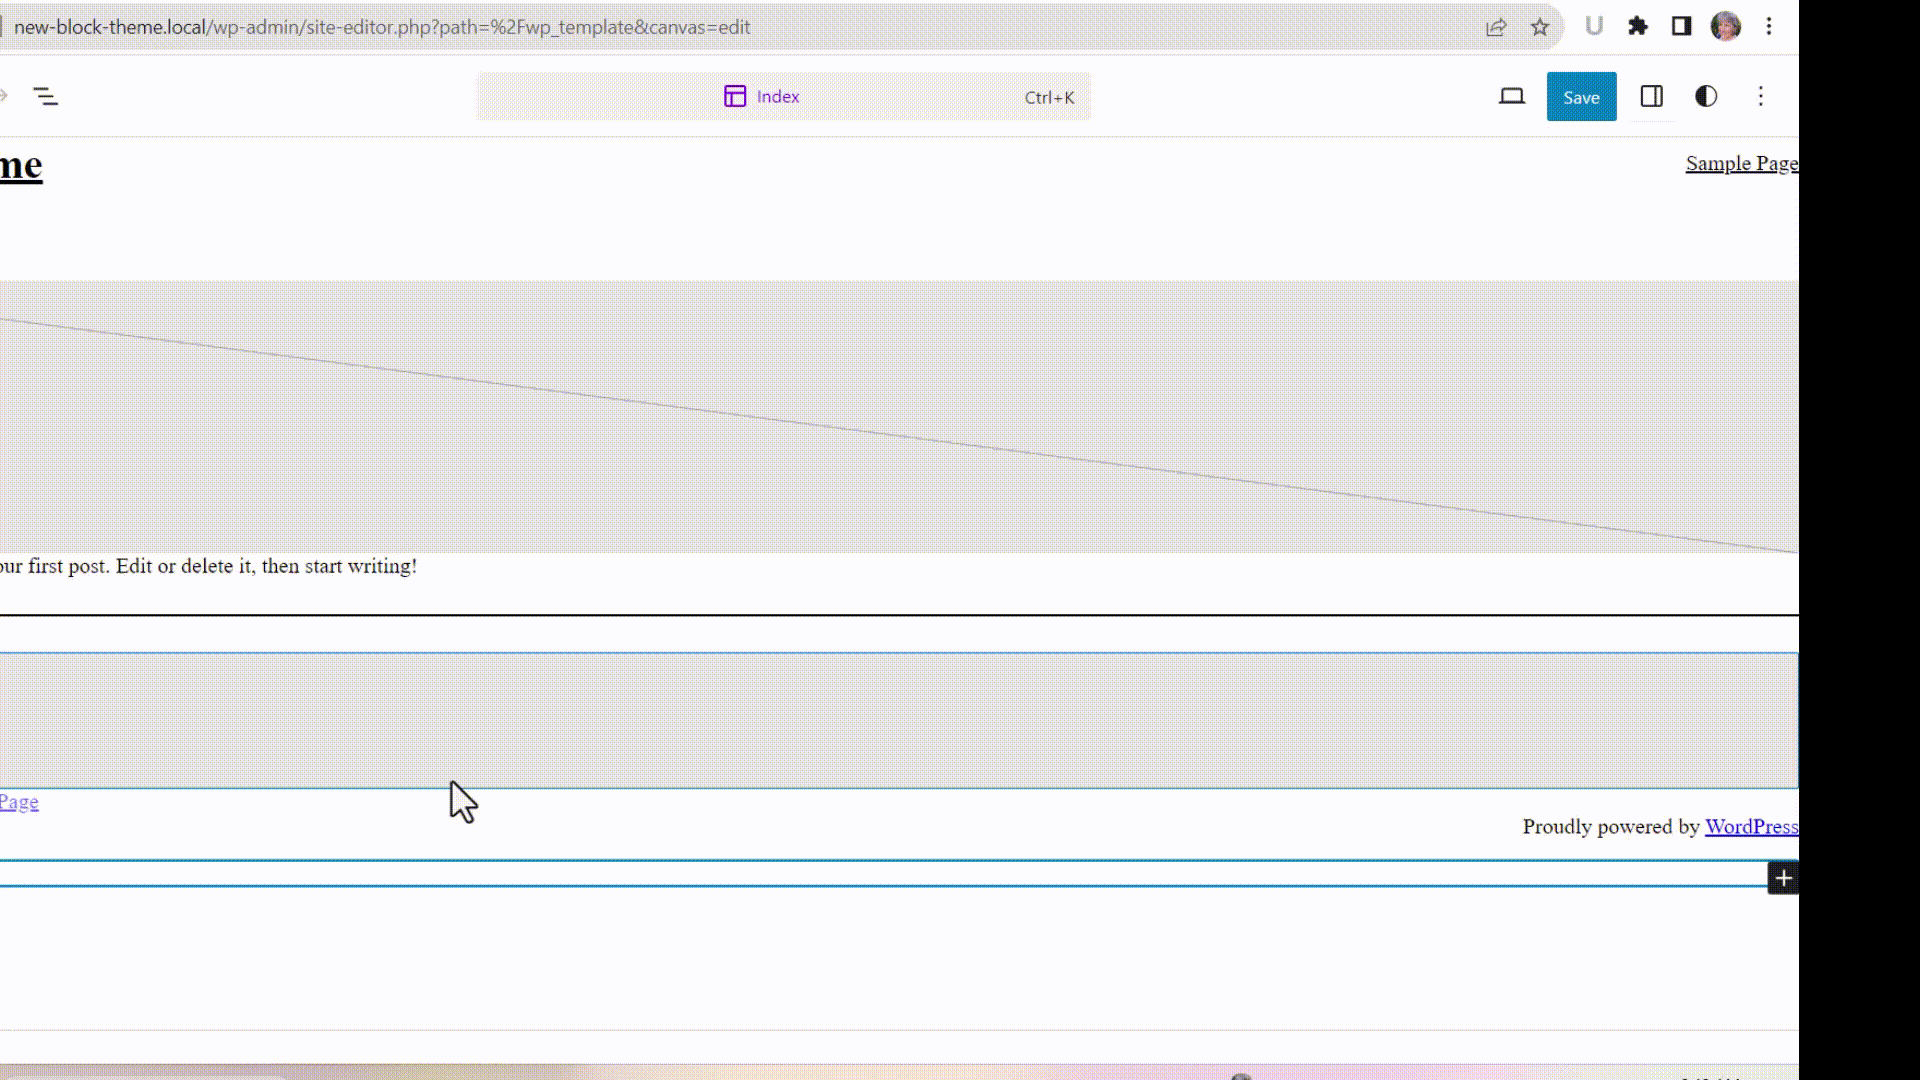 new-block-theme.local/wp-admin/site-editor.php?path=%2Fwp_template&canvas=edit
Index
Ctrl+K
Save
me
Sample Page
our first post. Edit or delete it, then start writing!
Page
Proudly powered by WordPress